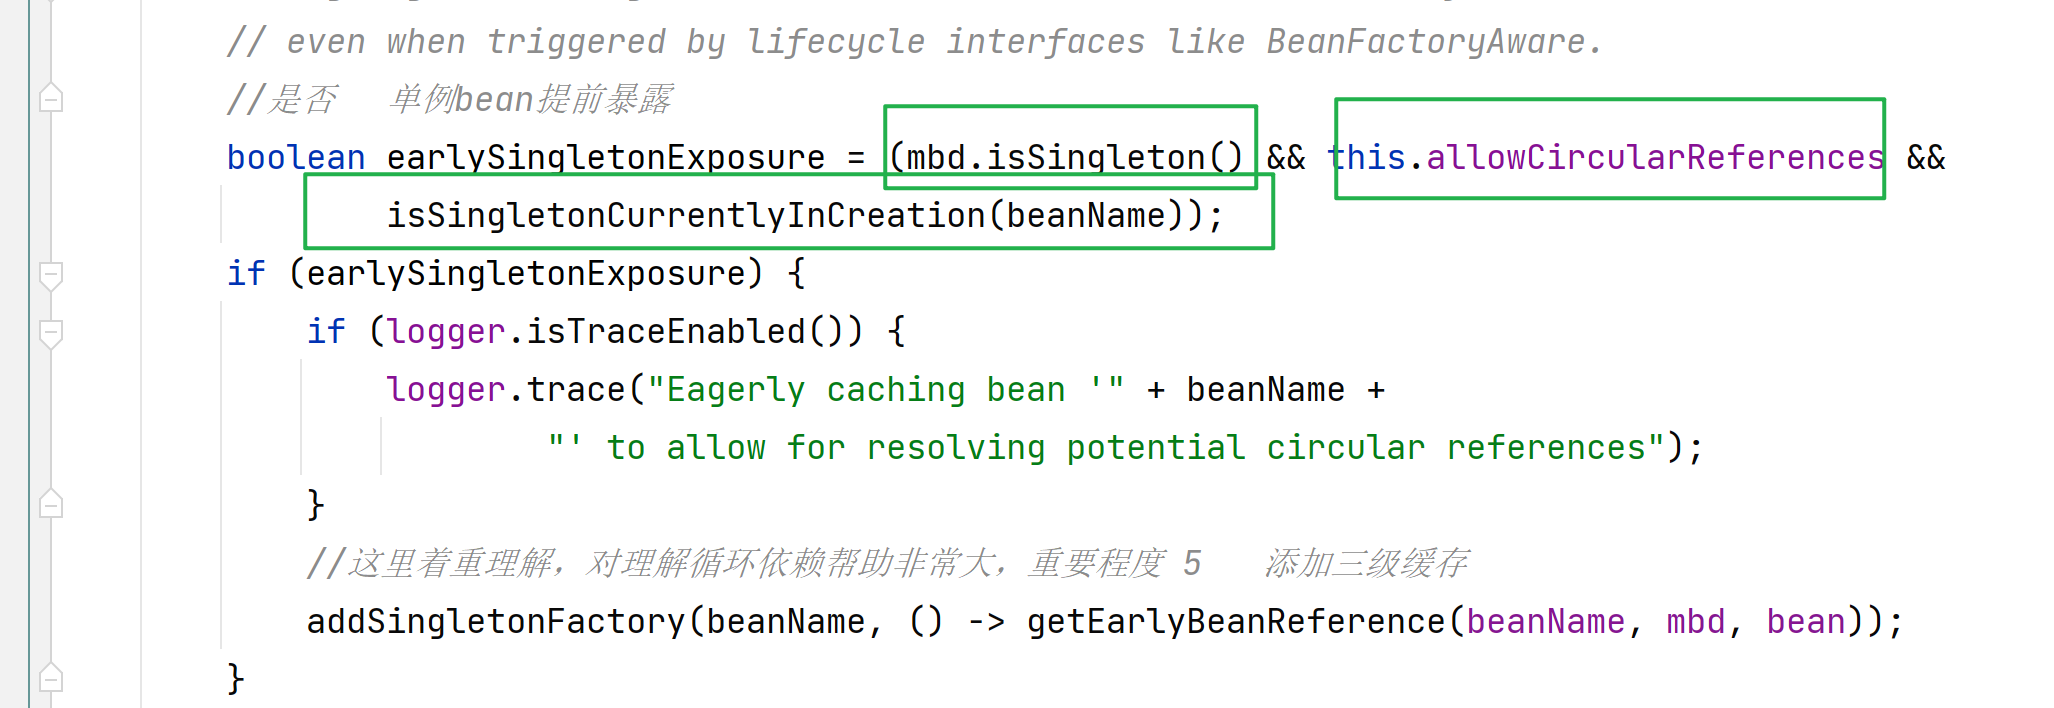 // even when triggered by lifecycle interfaces like BeanFactoryAware.
//是否   单例bean提前暴露
boolean earlySingletonExposure = (mbd.isSingleton() && this.allowCircularReferences &&
        isSingletonCurrentlyInCreation(beanName));
if (earlySingletonExposure) {
    if (logger.isTraceEnabled()) {
        logger.trace("Eagerly caching bean '" + beanName +
                "' to allow for resolving potential circular references");
    }
    //这里着重理解，对理解循环依赖帮助非常大，重要程度 5   添加三级缓存
    addSingletonFactory(beanName, () -> getEarlyBeanReference(beanName, mbd, bean));
}